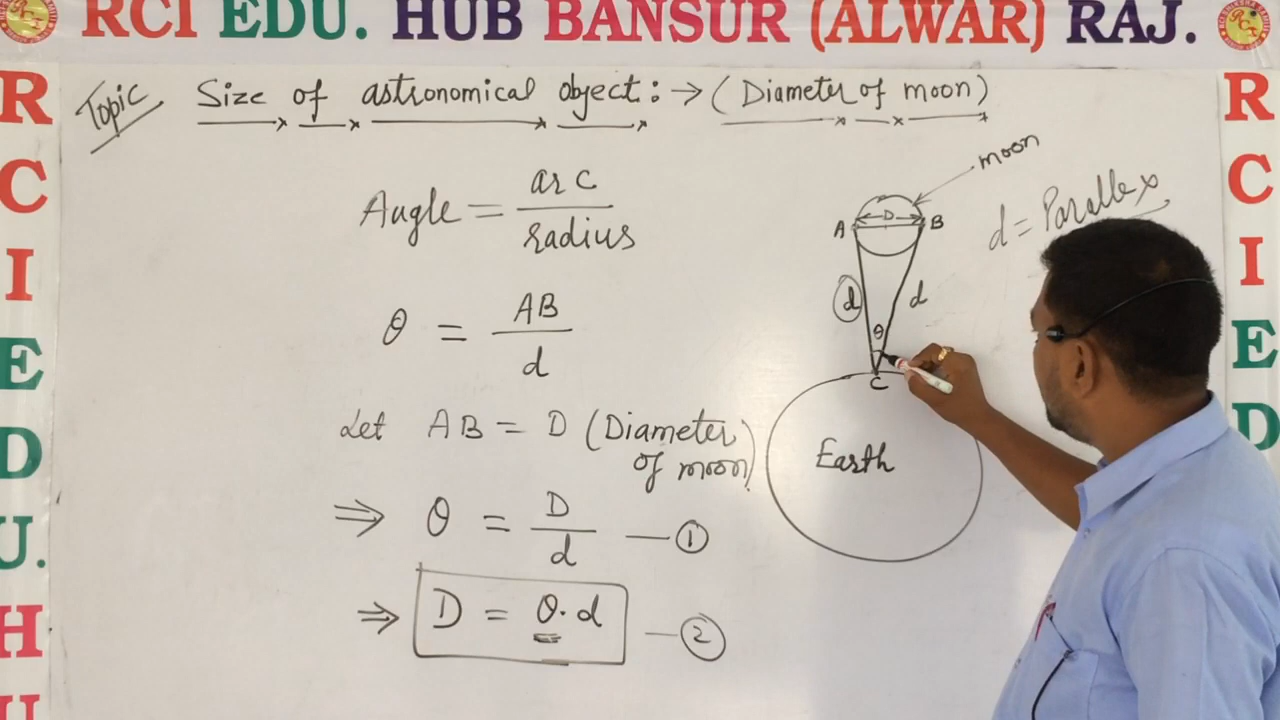 RCI EDU. HUB BANSUR (ALWAR) RAJ.
Topic Size of astronomical object :→ (Diameter of moon)
Angle = arc / radius
θ = AB / d
Let AB = D (Diameter of moon)
⇒ θ = D / d — ①
⇒ D = θ. d — ②
moon
d = Parallex
A D B
d d
θ
C
Earth
R
C
I
E
D
U.
H
U
R
C
I
E
D